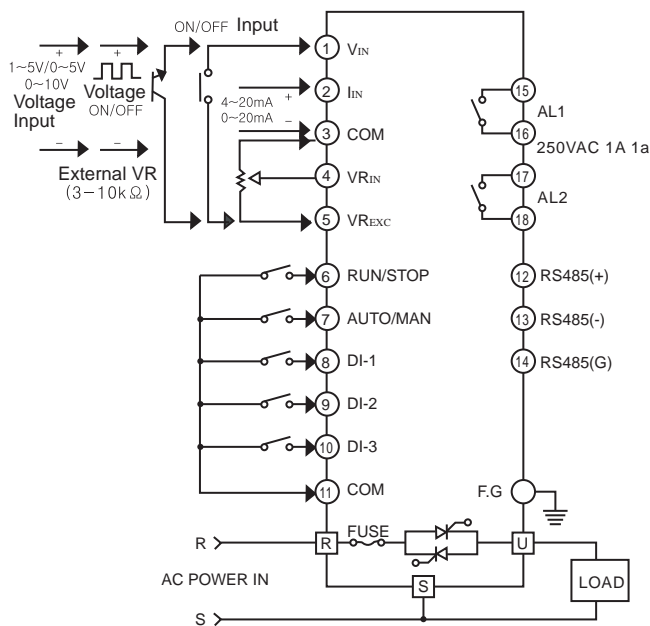 ON/OFF Input
+ +
1~5V/0~5V
0~10V
Voltage
Input
Voltage
ON/OFF
− −
External VR
(3−10kΩ)
4~20mA +
0~20mA −
1 VIN
2 IIN
3 COM
4 VRIN
5 VREXC
6 RUN/STOP
7 AUTO/MAN
8 DI-1
9 DI-2
10 DI-3
11 COM
15
AL1
16
250VAC 1A 1a
17
AL2
18
12 RS485(+)
13 RS485(-)
14 RS485(G)
F.G
R R FUSE U
AC POWER IN
S
LOAD
S